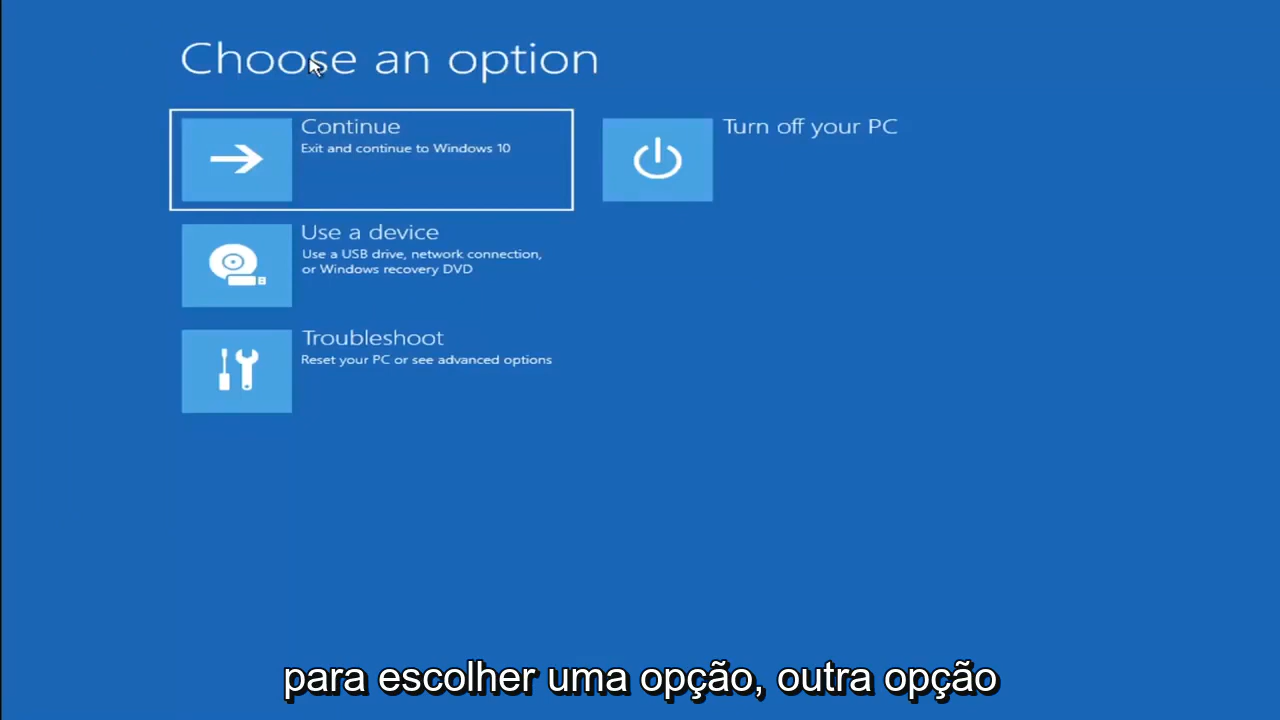 Choose an option
Continue
Exit and continue to Windows 10
Turn off your PC
Use a device
Use a USB drive, network connection,
or Windows recovery DVD
Troubleshoot
Reset your PC or see advanced options
para escolher uma opção, outra opção